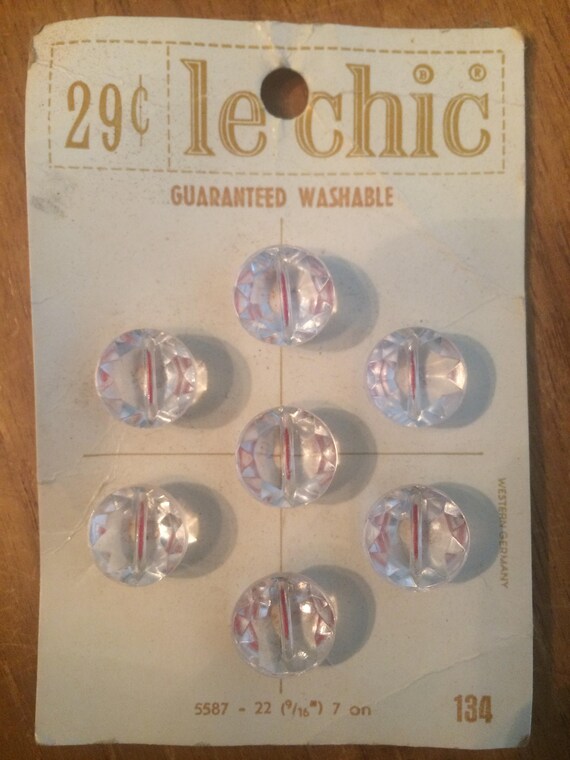 29¢ le chic B ®
GUARANTEED WASHABLE
WESTERN GERMANY
5587 - 22 (9/16") 7 on
134